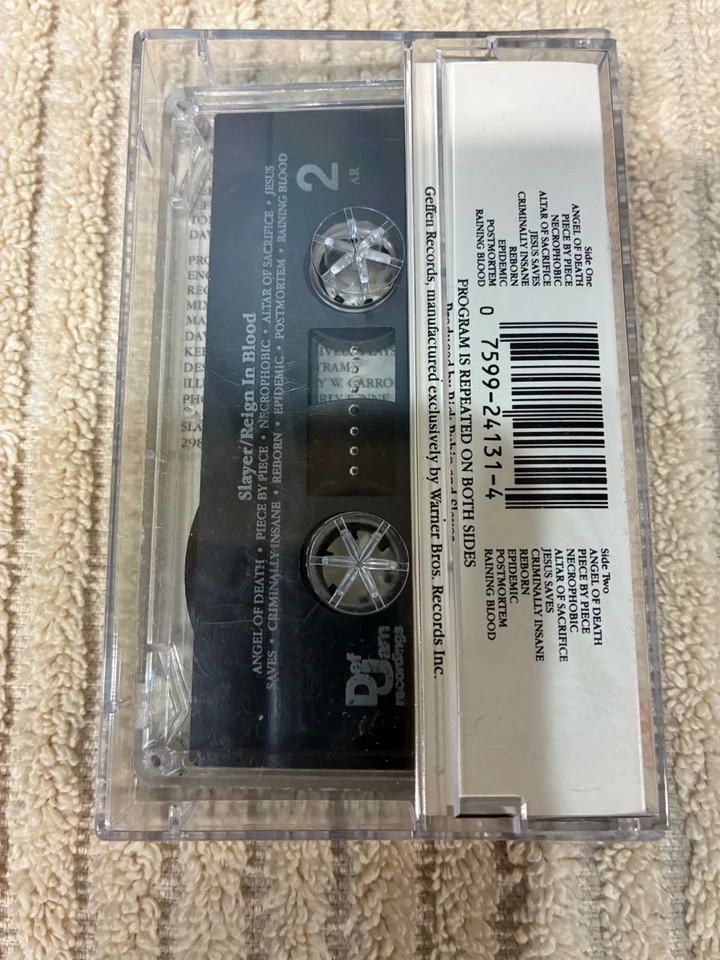 Slayer/Reign In Blood
ANGEL OF DEATH • PIECE BY PIECE • NECROPHOBIC • ALTAR OF SACRIFICE • JESUS
SAVES • CRIMINALLY INSANE • REBORN • EPIDEMIC • POSTMORTEM • RAINING BLOOD
2
AR
Def
Jam
recordings
Geffen Records, manufactured exclusively by Warner Bros. Records Inc.
PROGRAM IS REPEATED ON BOTH SIDES
Side One
ANGEL OF DEATH
PIECE BY PIECE
NECROPHOBIC
ALTAR OF SACRIFICE
JESUS SAVES
CRIMINALLY INSANE
REBORN
EPIDEMIC
POSTMORTEM
RAINING BLOOD
0 7599-24131-4
Side Two
ANGEL OF DEATH
PIECE BY PIECE
NECROPHOBIC
ALTAR OF SACRIFICE
JESUS SAVES
CRIMINALLY INSANE
REBORN
EPIDEMIC
POSTMORTEM
RAINING BLOOD